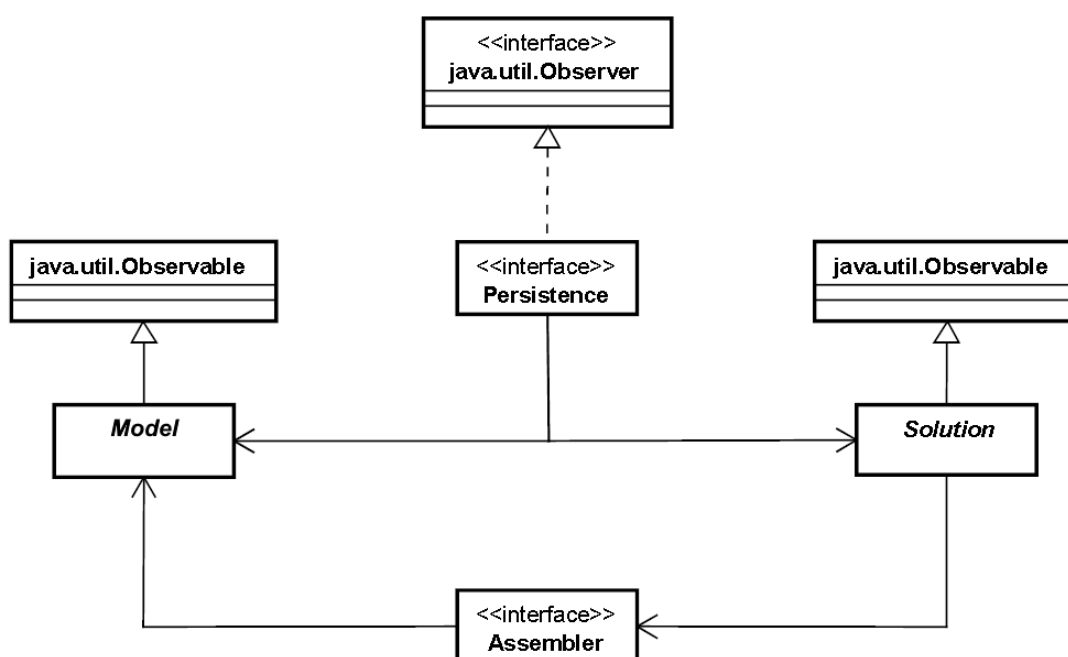 <<interface>>
java.util.Observer
java.util.Observable
<<interface>>
Persistence
java.util.Observable
Model
Solution
<<interface>>
Assembler